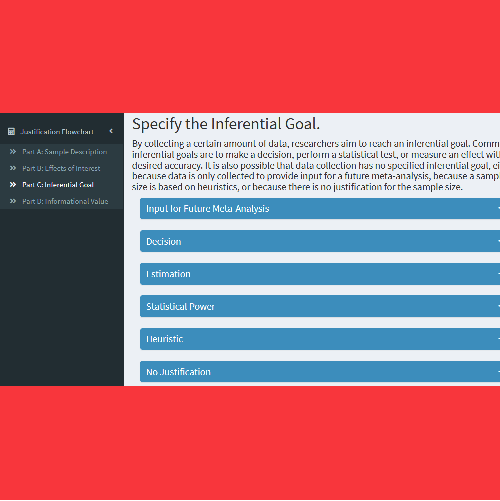 Specify the Inferential Goal.
Justification Flowchart
Part A: Sample Description
Part B: Effects of Interest
Part C: Inferential Goal
Part D: Informational Value
By collecting a certain amount of data, researchers aim to reach an inferential goal. Comm
inferential goals are to make a decision, perform a statistical test, or measure an effect wit
desired accuracy. It is also possible that data collection has no specified inferential goal, ei
because data is only collected to provide input for a future meta-analysis, because a samp
size is based on heuristics, or because there is no justification for the sample size.
Input for Future Meta-Analysis
Decision
Estimation
Statistical Power
Heuristic
No Justification